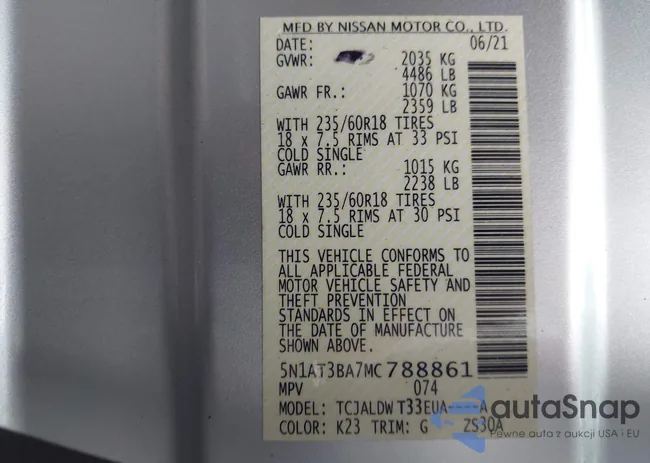 MFD BY NISSAN MOTOR CO., LTD.
DATE: 06/21
GVWR: 2035 KG
4486 LB
GAWR FR.: 1070 KG
2359 LB
WITH 235/60R18 TIRES
18 x 7.5 RIMS AT 33 PSI
COLD SINGLE
GAWR RR.: 1015 KG
2238 LB
WITH 235/60R18 TIRES
18 x 7.5 RIMS AT 30 PSI
COLD SINGLE
THIS VEHICLE CONFORMS TO
ALL APPLICABLE FEDERAL
MOTOR VEHICLE SAFETY AND
THEFT PREVENTION
STANDARDS IN EFFECT ON
THE DATE OF MANUFACTURE
SHOWN ABOVE.
5N1AT3BA7MC788861
MPV 074
MODEL: TCJALDW
COLOR: K23 TRIM: G ZS30A
autaSnap
Pewne auta z aukcji USA i EU